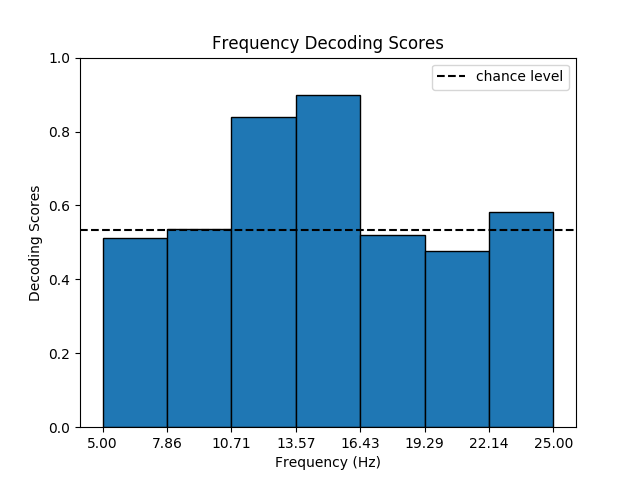 Frequency Decoding Scores
chance level
1.0
0.8
0.6
0.4
0.2
0.0
Decoding Scores
5.00 7.86 10.71 13.57 16.43 19.29 22.14 25.00
Frequency (Hz)